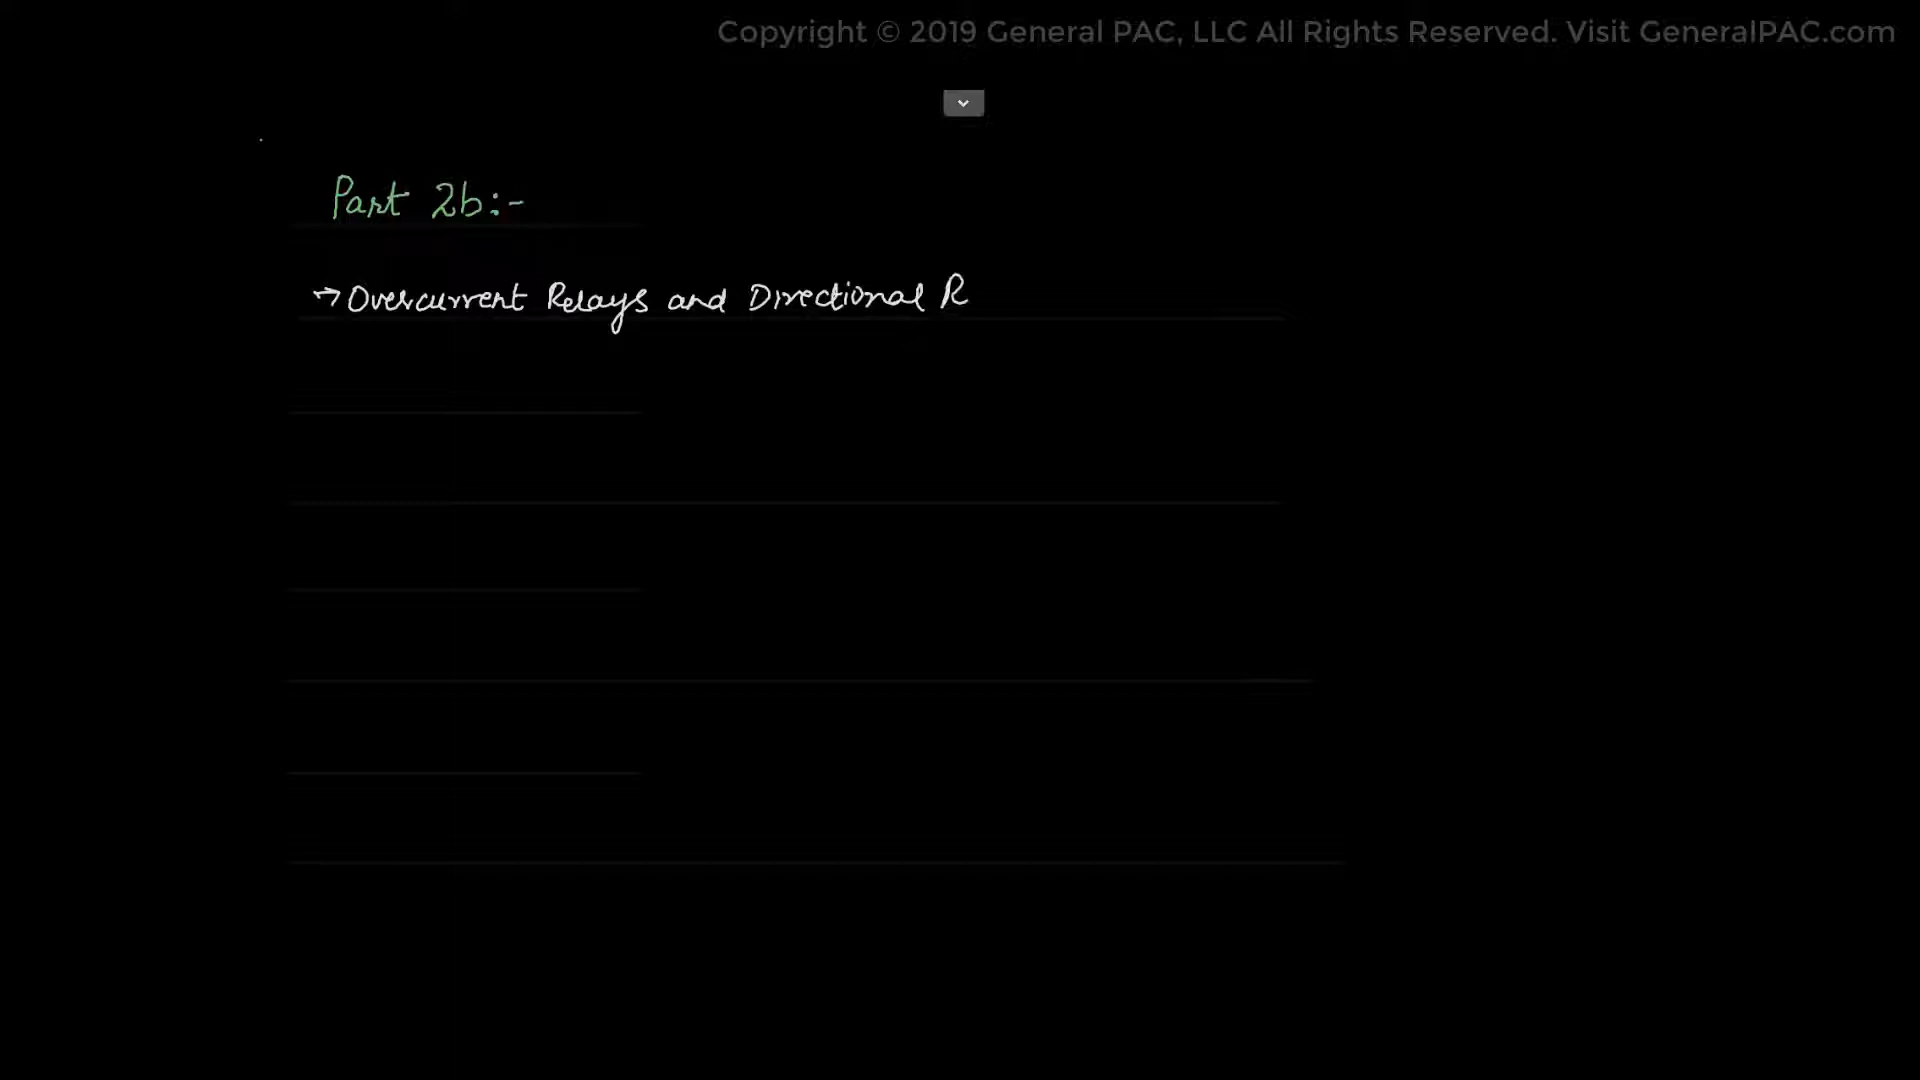 Copyright © 2019 General PAC, LLC All Rights Reserved. Visit GeneralPAC.com
Part 2b:-
→ Overcurrent Relays and Directional R